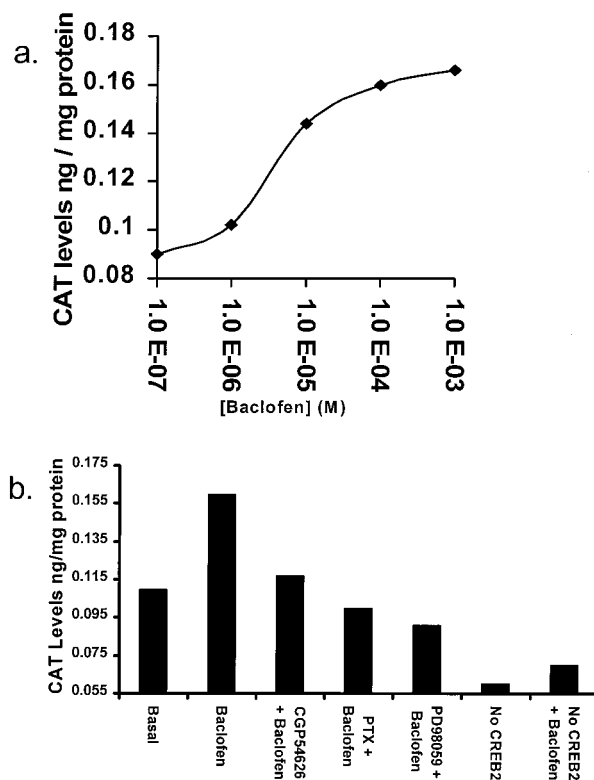 a.
CAT levels ng / mg protein
0.18
0.16
0.14
0.12
0.1
0.08
1.0 E-07
1.0 E-06
1.0 E-05
1.0 E-04
1.0 E-03
[Baclofen] (M)
b.
CAT Levels ng/mg protein
0.175
0.155
0.135
0.115
0.095
0.075
0.055
Basal
Baclofen
CGP54626
+ Baclofen
PTX +
Baclofen
PD98059 +
Baclofen
No CREB2
No CREB2
+ Baclofen